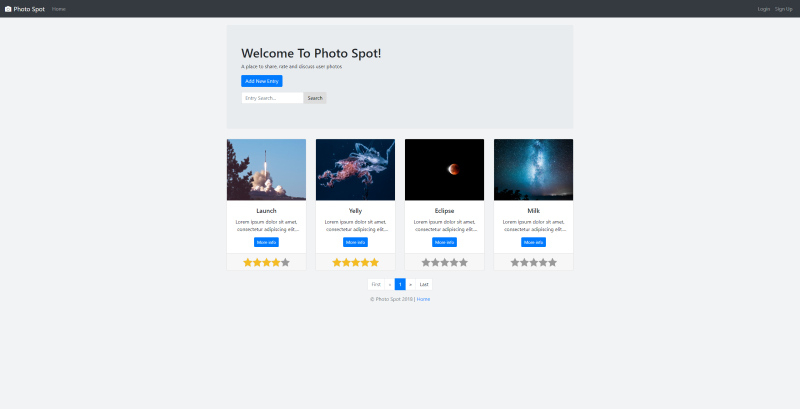 Photo Spot Home Login Sign Up
Welcome To Photo Spot!
A place to share, rate and discuss user photos
Add New Entry
Entry Search... Search
Launch
Lorem ipsum dolor sit amet,
consectetur adipiscing elit...
More info
Yelly
Lorem ipsum dolor sit amet,
consectetur adipiscing elit...
More info
Eclipse
Lorem ipsum dolor sit amet,
consectetur adipiscing elit...
More info
Milk
Lorem ipsum dolor sit amet,
consectetur adipiscing elit...
More info
First « 1 » Last
© Photo Spot 2019 | Home